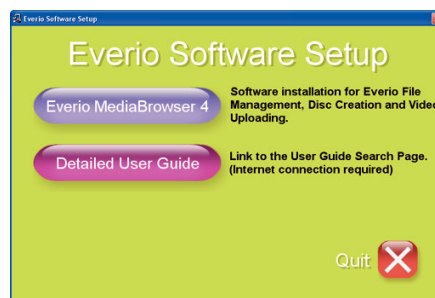 Everio Software Setup
Everio Software Setup
Everio MediaBrowser 4
Software installation for Everio File
Management, Disc Creation and Video
Uploading.
Detailed User Guide
Link to the User Guide Search Page.
(Internet connection required)
Quit